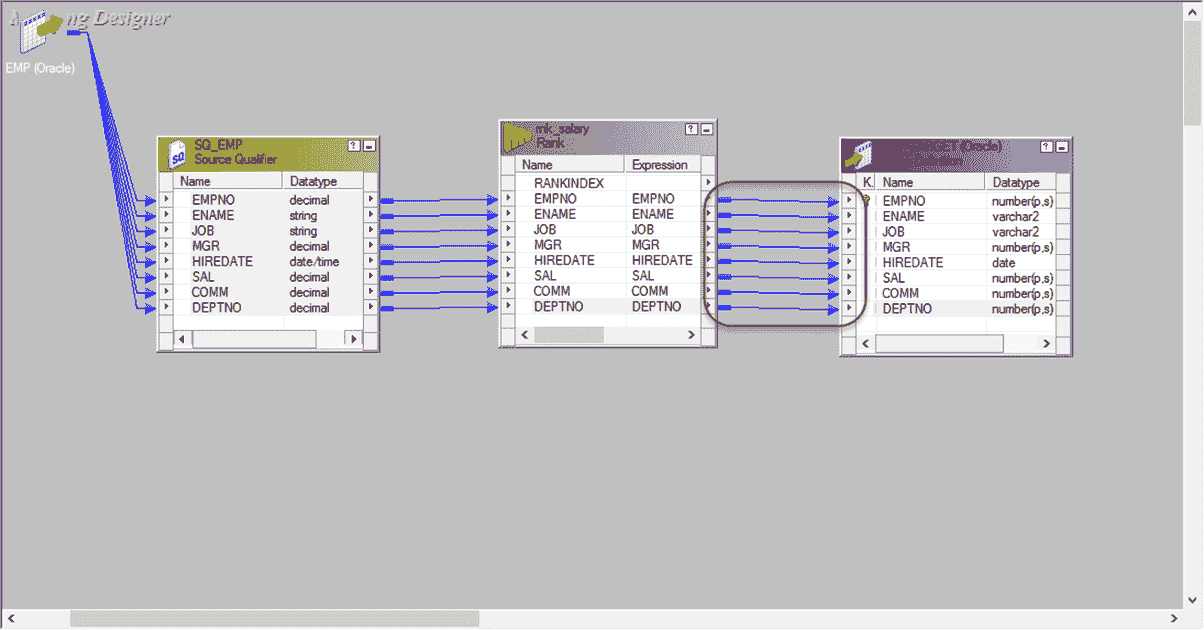 ng Designer
EMP (Oracle)
SQ_EMP
Source Qualifier
Name Datatype
EMPNO decimal
ENAME string
JOB string
MGR decimal
HIREDATE date/time
SAL decimal
COMM decimal
DEPTNO decimal
rnk_salary
Rank
Name Expression
RANKINDEX
EMPNO EMPNO
ENAME ENAME
JOB JOB
MGR MGR
HIREDATE HIREDATE
SAL SAL
COMM COMM
DEPTNO DEPTNO
(Oracle)
K. Name Datatype
EMPNO number(p,s)
ENAME varchar2
JOB varchar2
MGR number(p,s)
HIREDATE date
SAL number(p,s)
COMM number(p,s)
DEPTNO number(p,s)